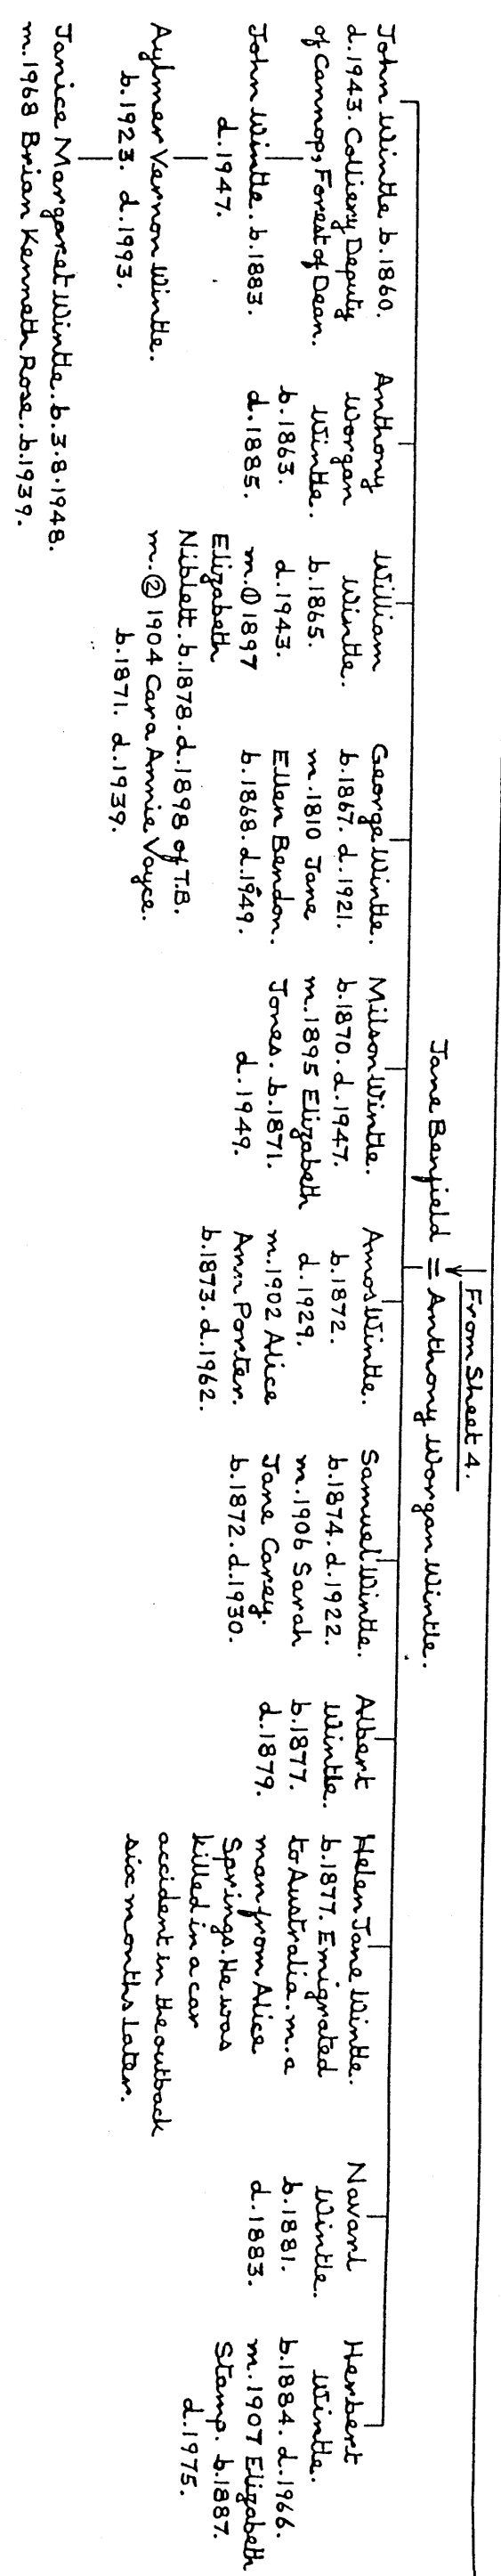 From Sheet 4.
Jane Benfield = Anthony Worgan Wintle.
John Wintle b.1860.
d.1943. Colliery Deputy
of Cannop, Forest of Dean.
John Wintle. b.1883.
d.1947.
Aylmer Vernon Wintle.
b.1923. d.1993.
Janice Margaret Wintle. b.3.8.1948.
m.1968 Brian Kenneth Rose. b.1939.
Anthony
Worgan
Wintle.
b.1863.
d.1885.
William
Wintle.
b.1865.
d.1943.
m.① 1897
Elizabeth
Niblett. b.1878. d.1898 of T.B.
m.② 1904 Cara Annie Voyce.
b.1871. d.1939.
George Wintle.
b.1867. d.1921.
m.1810 Jane
Ellen Bendon.
b.1868. d.1949.
Milson Wintle.
b.1870. d.1947.
m.1895 Elizabeth
Jones. b.1871.
d.1949.
Amos Wintle.
b.1872.
d.1929.
m.1902 Alice
Ann Porter.
b.1873. d.1962.
Samuel Wintle.
b.1874. d.1922.
m.1906 Sarah
Jane Carey.
b.1872. d.1930.
Albert
Wintle.
b.1877.
d.1879.
Helen Jane Wintle.
b.1877. Emigrated
to Australia. m. a
man from Alice
Springs. He was
killed in a car
accident in the outback
six months later.
Navard
Wintle.
b.1881.
d.1883.
Herbert
Wintle.
b.1884. d.1966.
m.1907 Elizabeth
Stamp. b.1887.
d.1975.